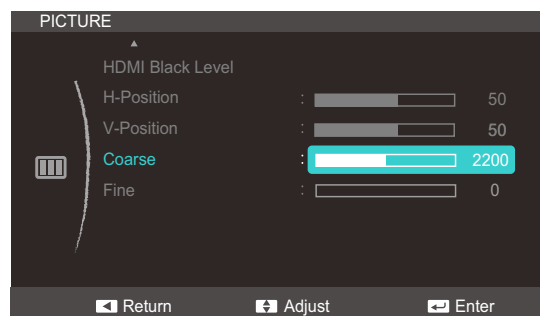 PICTURE
HDMI Black Level
H-Position : 50
V-Position : 50
Coarse : 2200
Fine : 0
Return Adjust Enter